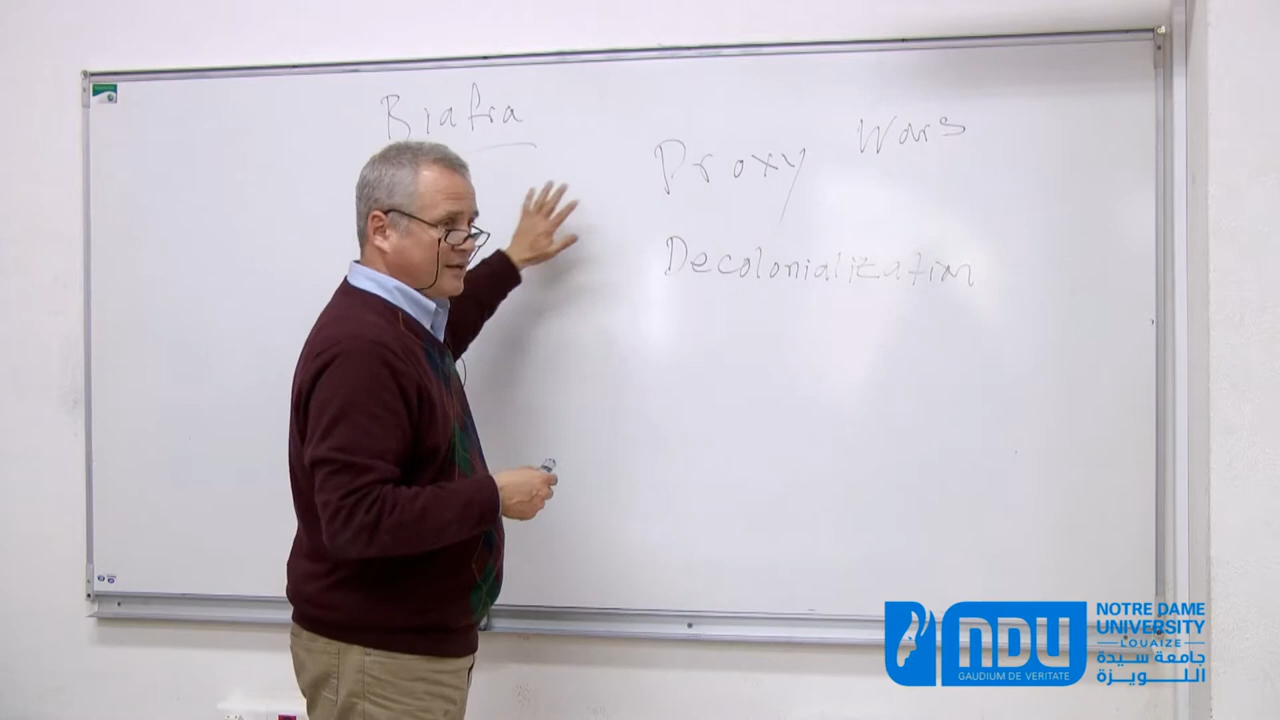 Biafra
Proxy Wars
Decolonialization
NDU
GAUDIUM DE VERITATE
NOTRE DAME
UNIVERSITY
LOUAIZE
جامعة سيدة
اللويزة